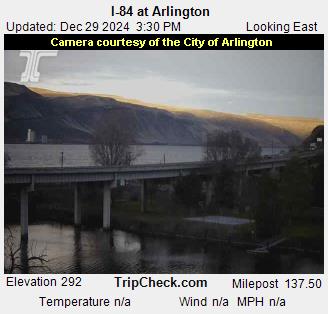 I-84 at Arlington
Updated: Dec 29 2024 3:30 PM Looking East
Camera courtesy of the City of Arlington
Elevation 292 TripCheck.com Milepost 137.50
Temperature n/a Wind n/a MPH n/a